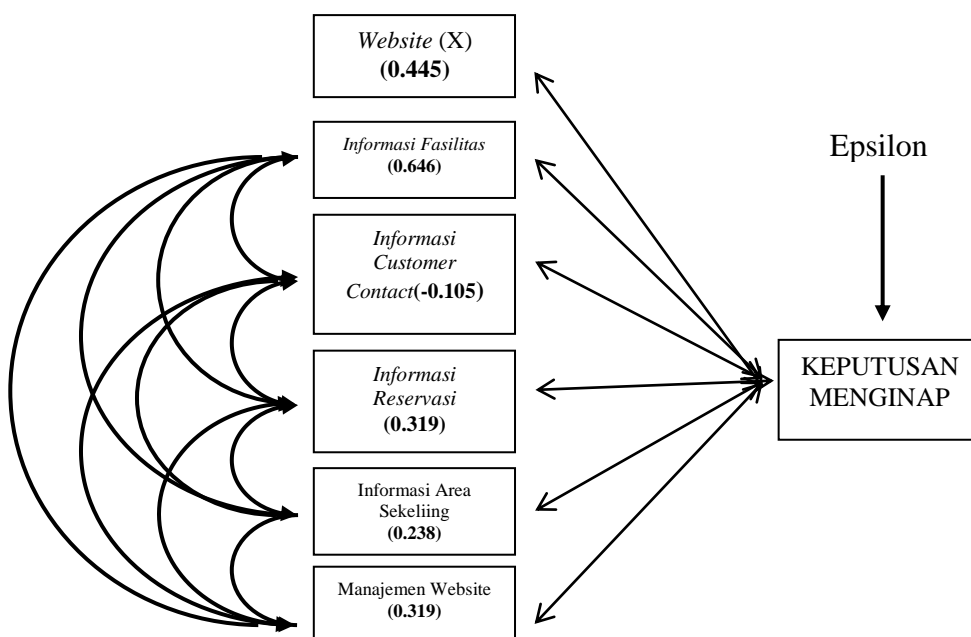 Website (X)
(0.445)
Informasi Fasilitas
(0.646)
Epsilon
Informasi
Customer
Contact(-0.105)
Informasi
Reservasi
(0.319)
KEPUTUSAN
MENGINAP
Informasi Area
Sekeliing
(0.238)
Manajemen Website
(0.319)